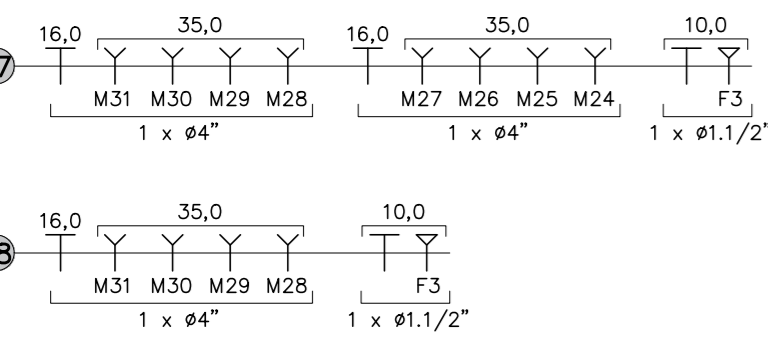 16,0 35,0 16,0 35,0 10,0
7
M31 M30 M29 M28 M27 M26 M25 M24 F3
1 x ø4” 1 x ø4” 1 x ø1.1/2”
16,0 35,0 10,0
8
M31 M30 M29 M28 F3
1 x ø4” 1 x ø1.1/2”